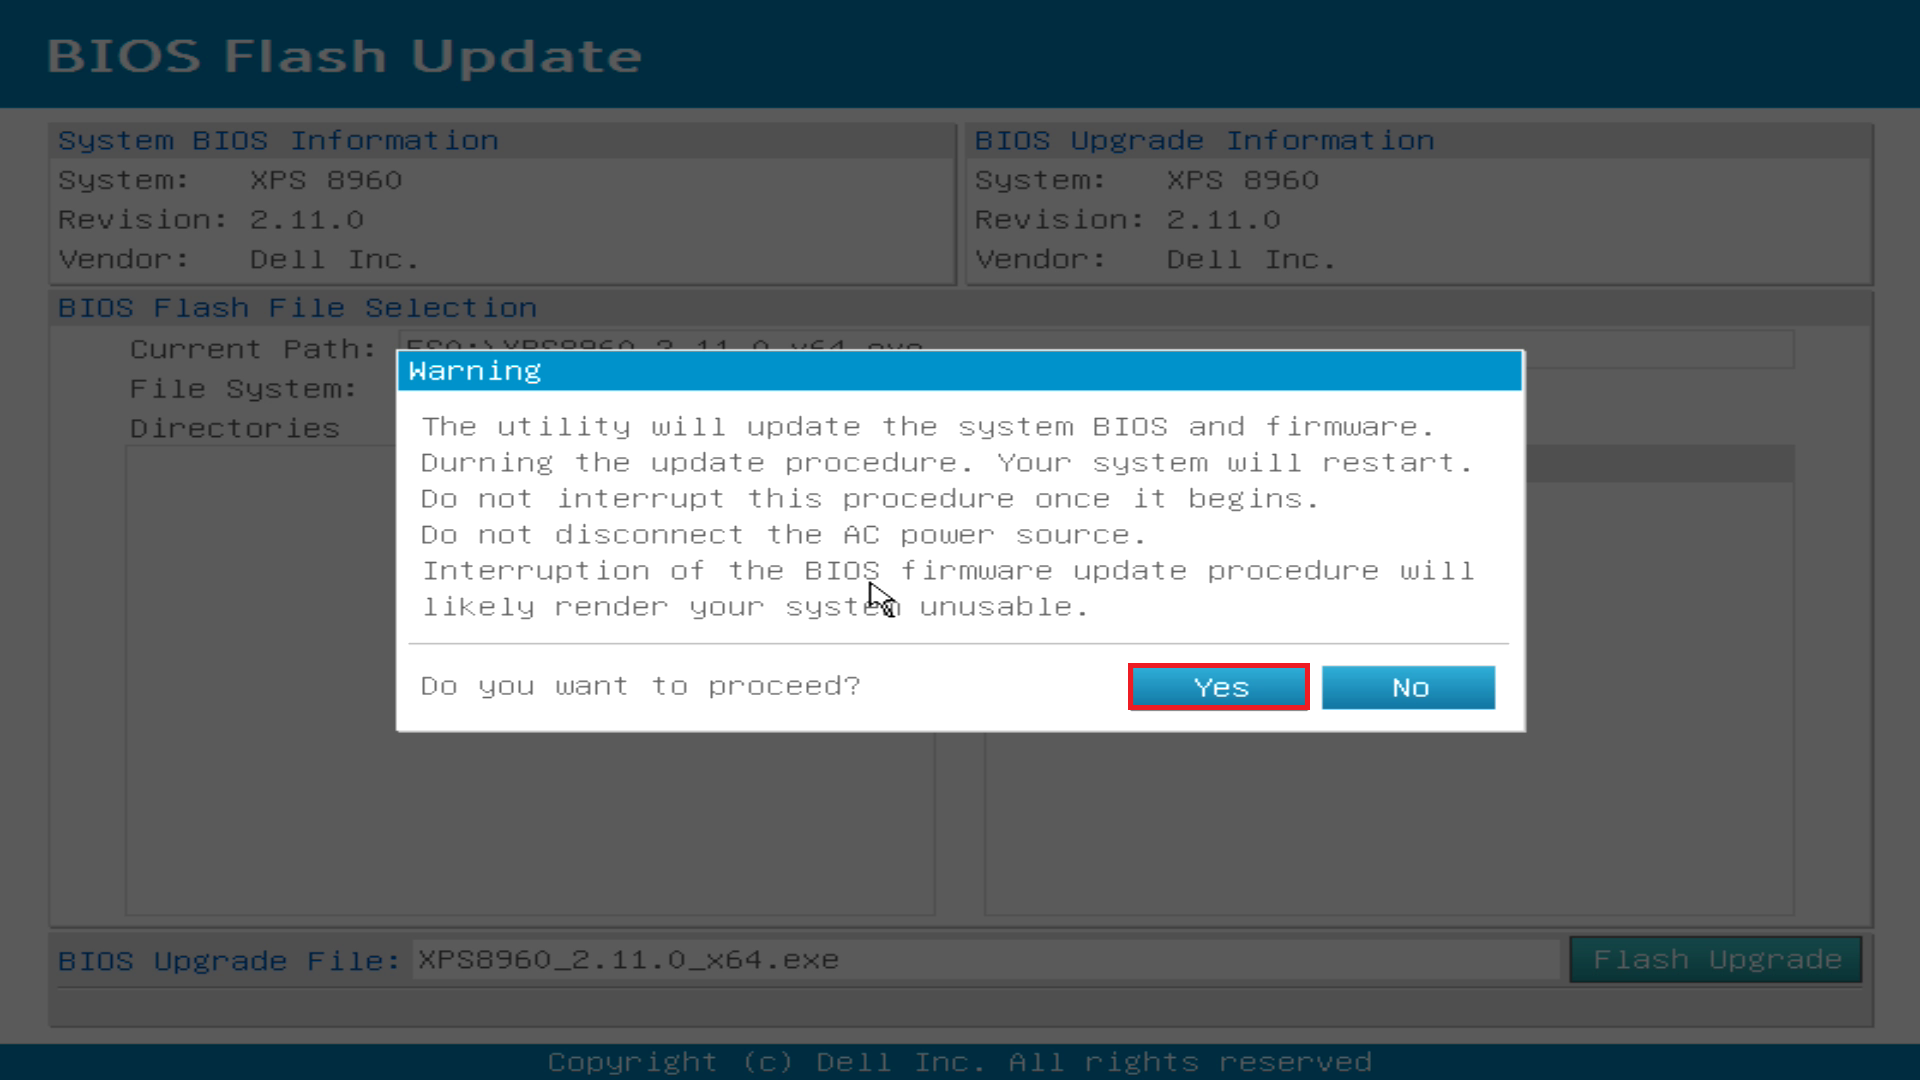 BIOS Flash Update
System BIOS Information
System: XPS 8960
Revision: 2.11.0
Vendor: Dell Inc.
BIOS Upgrade Information
System: XPS 8960
Revision: 2.11.0
Vendor: Dell Inc.
BIOS Flash File Selection
Current Path: FS0:\XPS8960_2.11.0_x64.exe
File System:
Directories
Warning
The utility will update the system BIOS and firmware.
Durning the update procedure. Your system will restart.
Do not interrupt this procedure once it begins.
Do not disconnect the AC power source.
Interruption of the BIOS firmware update procedure will
likely render your system unusable.
Do you want to proceed?
Yes
No
BIOS Upgrade File: XPS8960_2.11.0_x64.exe
Flash Upgrade
Copyright (c) Dell Inc. All rights reserved